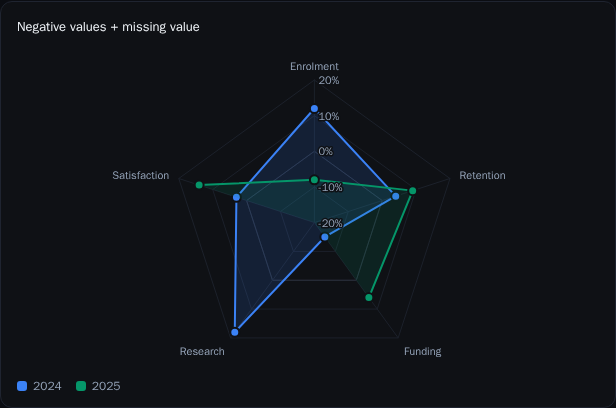 Negative values + missing value
Enrolment
20%
10%
0%
-10%
-20%
Satisfaction
Retention
Research
Funding
2024
2025